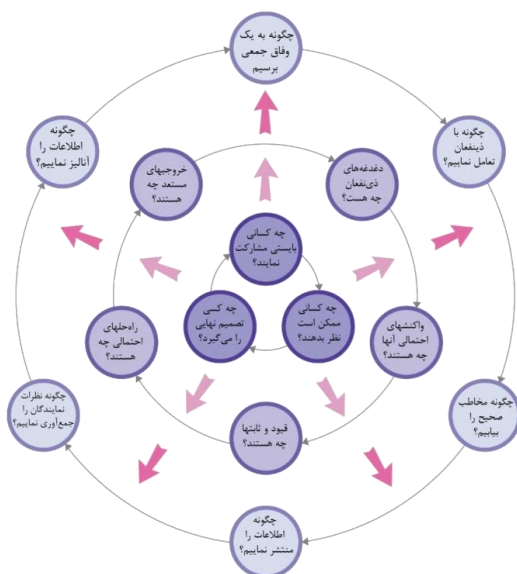 چگونه به یک
وفاق جمعی
برسیم
چگونه با
ذینفعان
تعامل نماییم؟
چگونه مخاطب
صحیح را
بیابیم؟
چگونه
اطلاعات را
منتشر نماییم؟
چگونه نظرات
نمایندگان را
جمع‌آوری نماییم؟
چگونه
اطلاعات را
آنالیز نماییم؟
دغدغه‌های
ذی‌نفعان
چه هست؟
واکنشهای
احتمالی آنها
چه هستند؟
قیود و ثابتها
چه هستند؟
راه‌حلهای
احتمالی چه
هستند؟
خروجیهای
مستعد چه
هستند؟
چه کسانی
بایستی مشارکت
نمایند؟
چه کسانی
ممکن است
نظر بدهند؟
چه کسی
تصمیم نهایی
را می‌گیرد؟